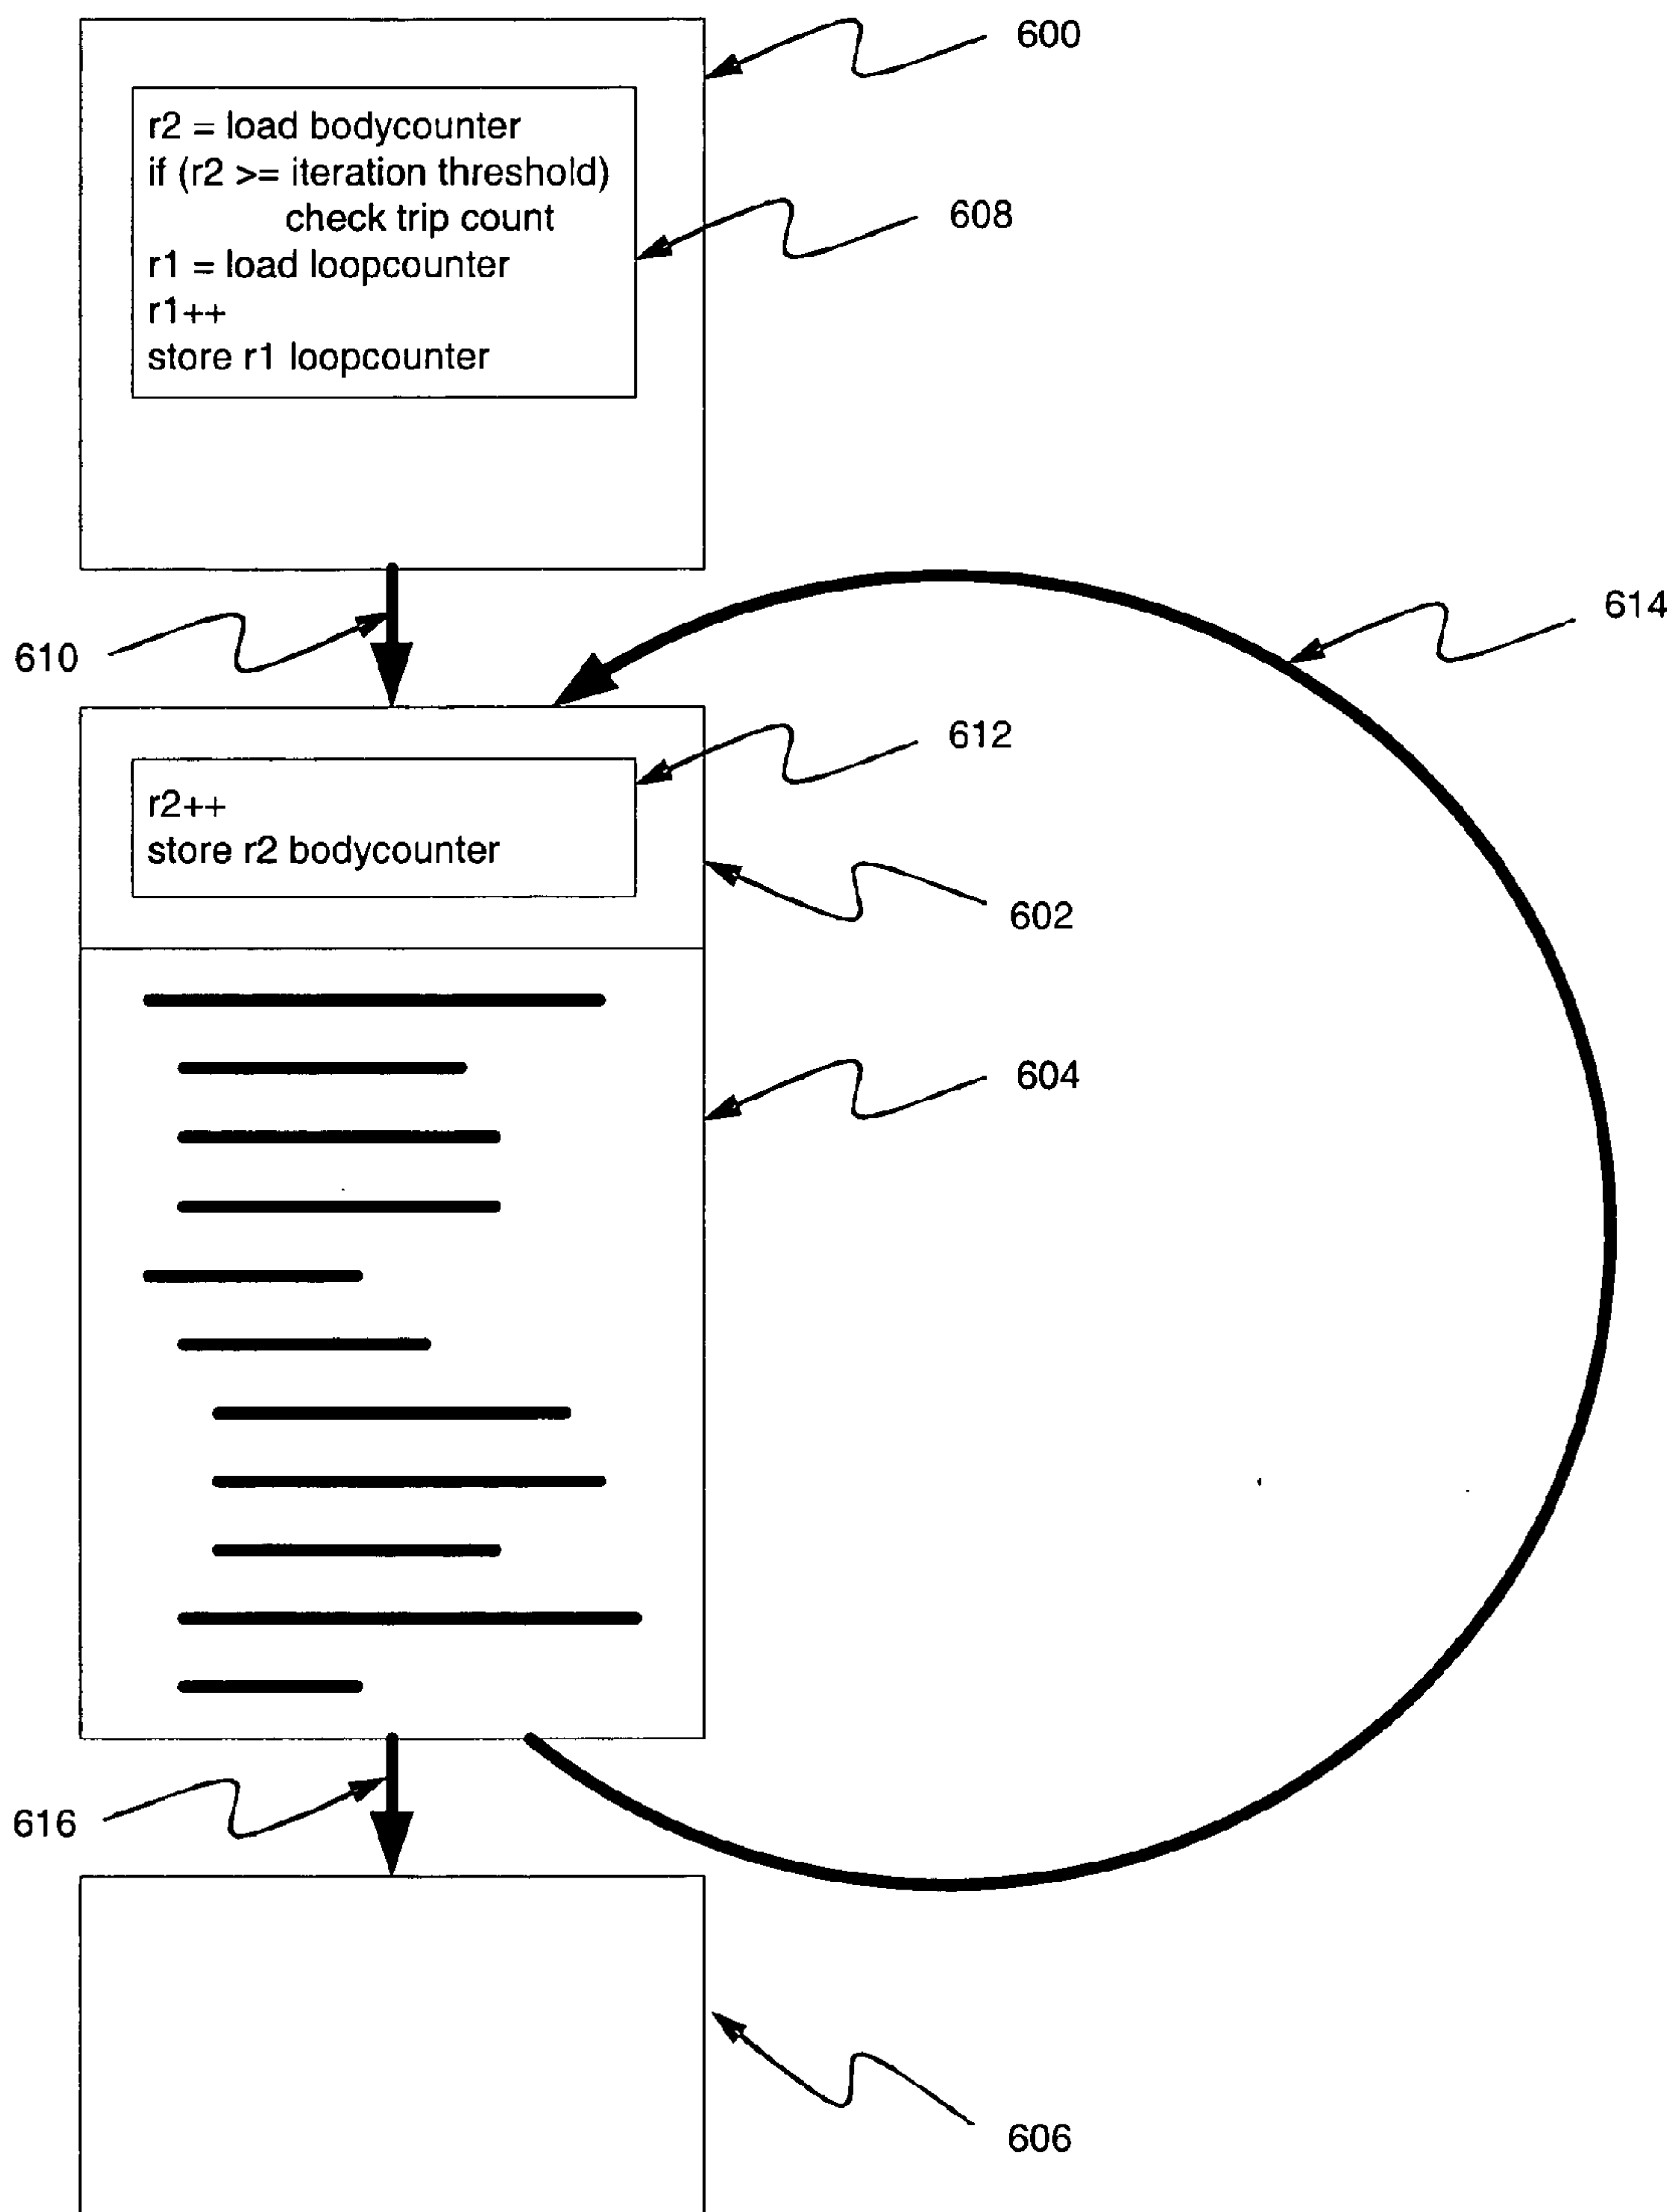 600
r2 = load bodycounter
if (r2 >= iteration threshold)
check trip count
r1 = load loopcounter
r1++
store r1 loopcounter
608
614
610
612
r2++
store r2 bodycounter
602
604
616
606